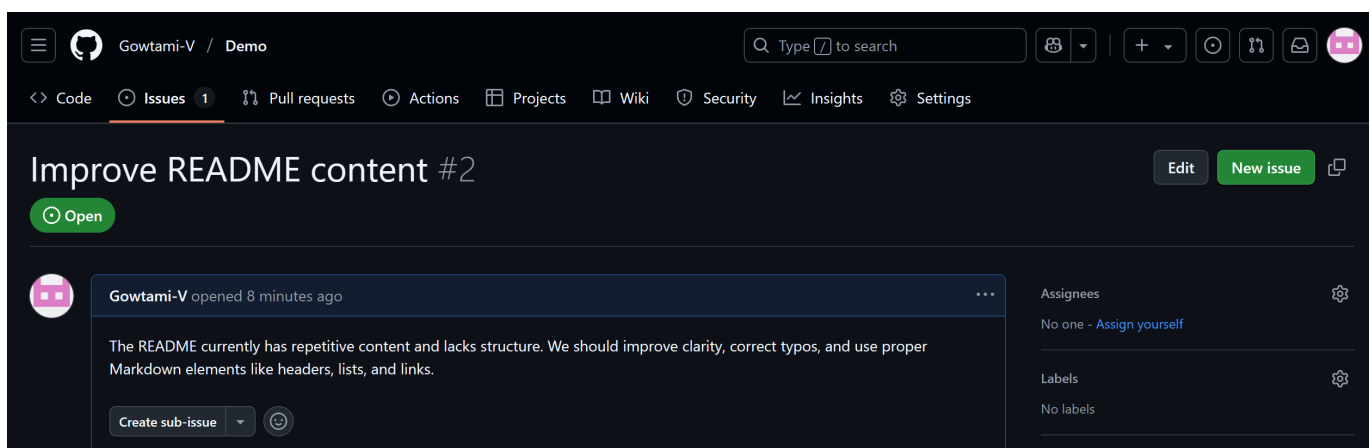 Gowtami-V / Demo
Type / to search
Code Issues 1 Pull requests Actions Projects Wiki Security Insights Settings
Improve README content #2
Edit New issue
Open
Gowtami-V opened 8 minutes ago
The README currently has repetitive content and lacks structure. We should improve clarity, correct typos, and use proper
Markdown elements like headers, lists, and links.
Create sub-issue
Assignees
No one - Assign yourself
Labels
No labels